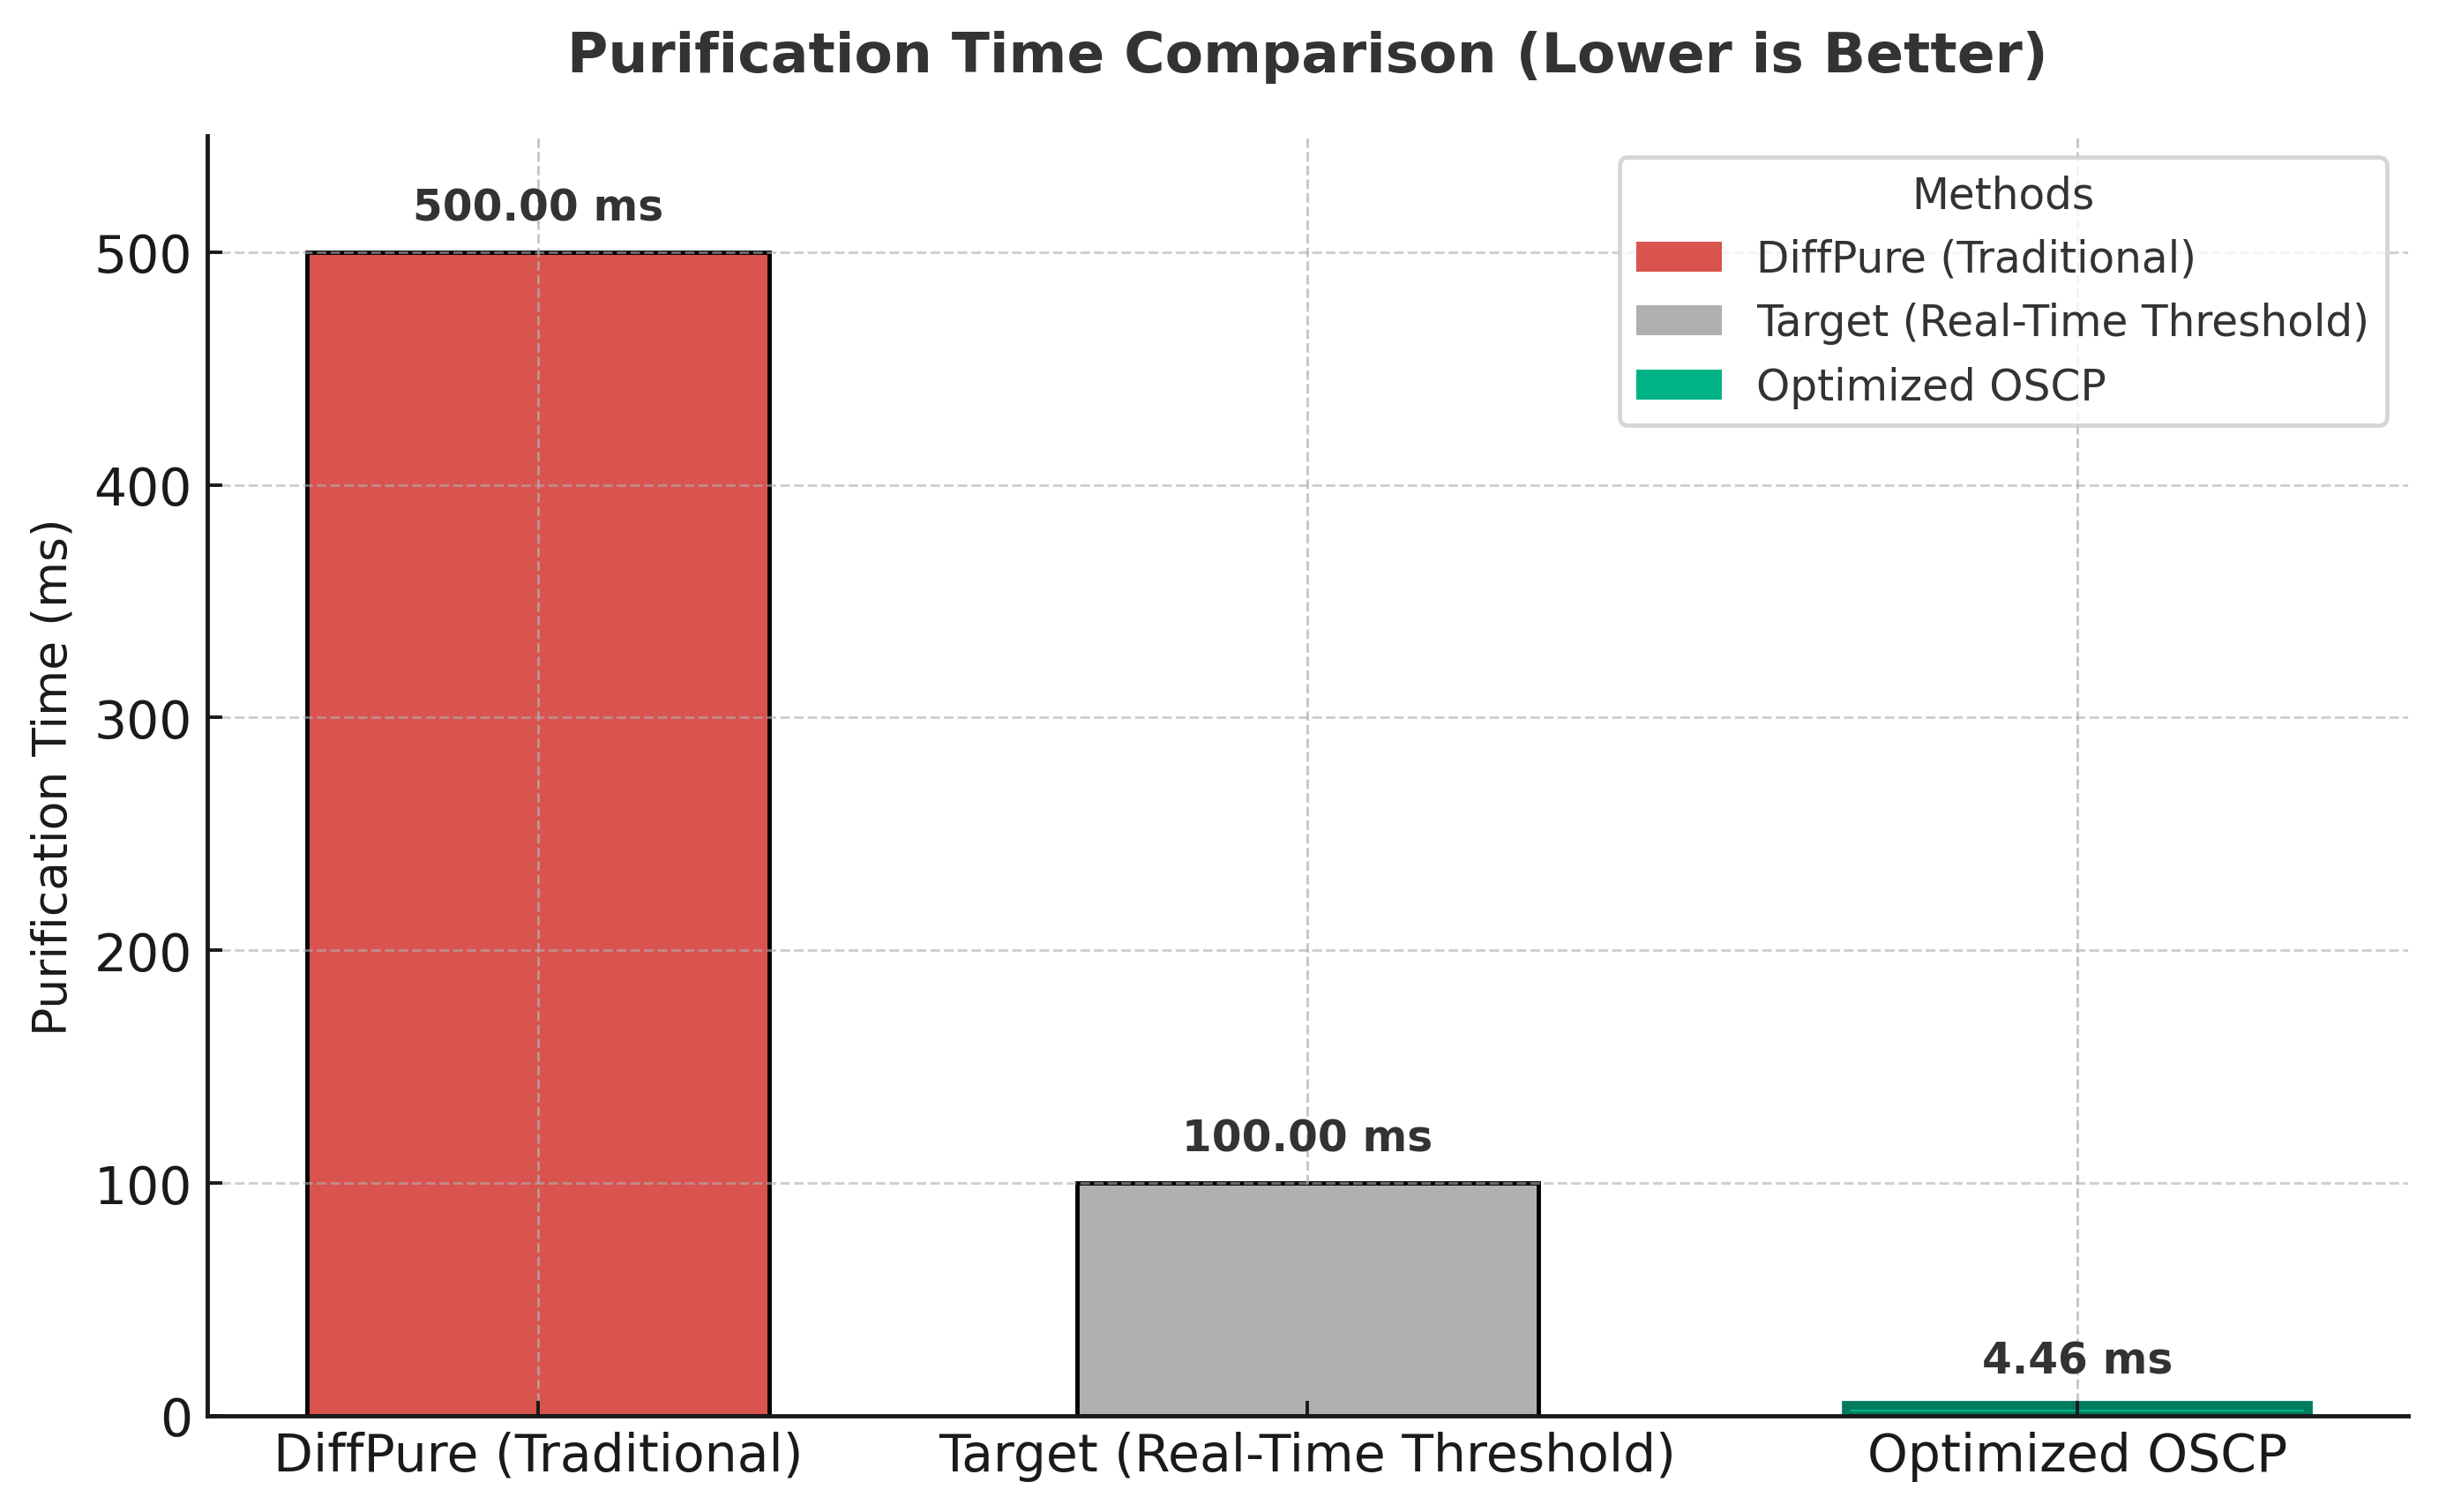 Purification Time Comparison (Lower is Better)
Purification Time (ms)
500
400
300
200
100
0
500.00 ms
100.00 ms
4.46 ms
Methods
DiffPure (Traditional)
Target (Real-Time Threshold)
Optimized OSCP
DiffPure (Traditional)
Target (Real-Time Threshold)
Optimized OSCP